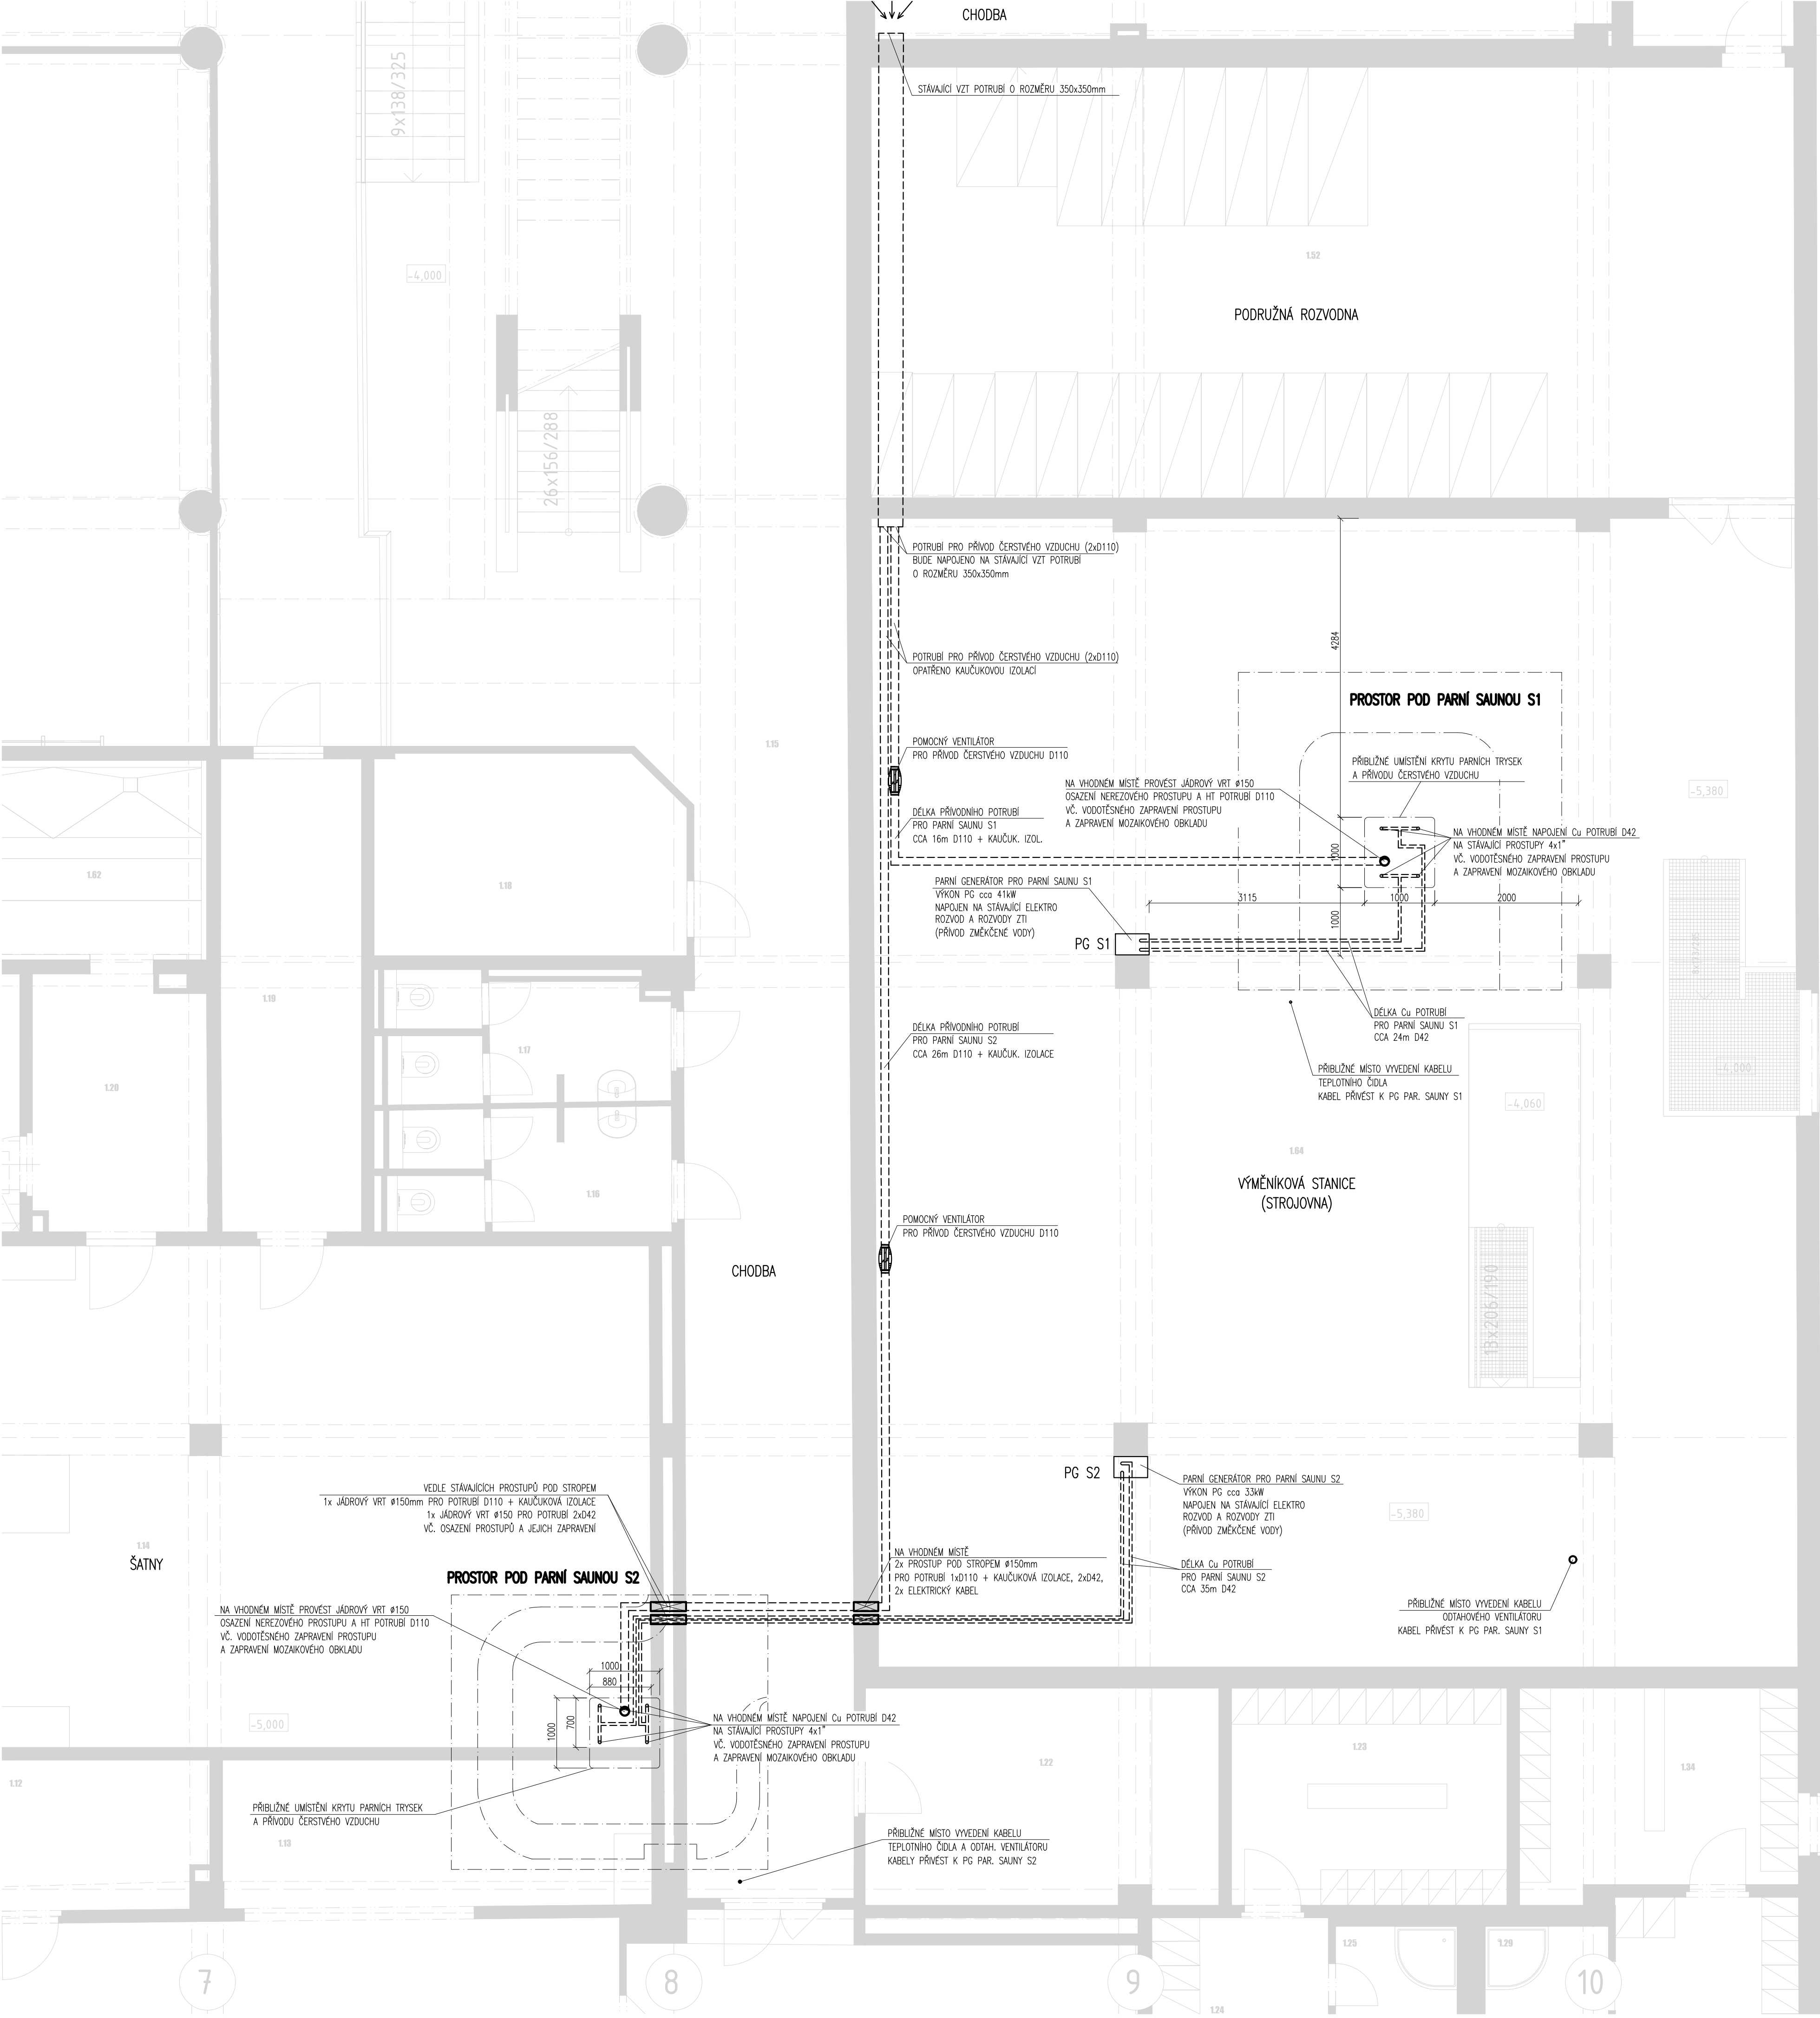 CHODBA
9x138/325
STÁVAJÍCÍ VZT POTRUBÍ O ROZMĚRU 350x350mm
1.52
-4,000
PODRUŽNÁ ROZVODNA
26x156/288
POTRUBÍ PRO PŘÍVOD ČERSTVÉHO VZDUCHU (2xD110)
BUDE NAPOJENO NA STÁVAJÍCÍ VZT POTRUBÍ
O ROZMĚRU 350x350mm
4284
POTRUBÍ PRO PŘÍVOD ČERSTVÉHO VZDUCHU (2xD110)
OPATŘENO KAUČUKOVOU IZOLACÍ
PROSTOR POD PARNÍ SAUNOU S1
1.15
POMOCNÝ VENTILÁTOR
PRO PŘÍVOD ČERSTVÉHO VZDUCHU D110
PŘIBLIŽNÉ UMÍSTĚNÍ KRYTU PARNÍCH TRYSEK
A PŘÍVODU ČERSTVÉHO VZDUCHU
NA VHODNÉM MÍSTĚ PROVÉST JÁDROVÝ VRT ø150
OSAZENÍ NEREZOVÉHO PROSTUPU A HT POTRUBÍ D110
VČ. VODOTĚSNÉHO ZAPRAVENÍ PROSTUPU
A ZAPRAVENÍ MOZAIKOVÉHO OBKLADU
-5,380
DÉLKA PŘÍVODNÍHO POTRUBÍ
PRO PARNÍ SAUNU S1
CCA 16m D110 + KAUČUK. IZOL.
NA VHODNÉM MÍSTĚ NAPOJENÍ Cu POTRUBÍ D42
NA STÁVAJÍCÍ PROSTUPY 4x1"
VČ. VODOTĚSNÉHO ZAPRAVENÍ PROSTUPU
A ZAPRAVENÍ MOZAIKOVÉHO OBKLADU
1000
1.62
1.18
PARNÍ GENERÁTOR PRO PARNÍ SAUNU S1
VÝKON PG cca 41kW
NAPOJEN NA STÁVAJÍCÍ ELEKTRO
ROZVOD A ROZVODY ZTI
(PŘÍVOD ZMĚKČENÉ VODY)
3115
1000
2000
1000
PG S1
1.19
DÉLKA Cu POTRUBÍ
PRO PARNÍ SAUNU S1
CCA 24m D42
DÉLKA PŘÍVODNÍHO POTRUBÍ
PRO PARNÍ SAUNU S2
CCA 26m D110 + KAUČUK. IZOLACE
1.17
1.20
PŘIBLIŽNÉ MÍSTO VYVEDENÍ KABELU
TEPLOTNÍHO ČIDLA
KABEL PŘIVÉST K PG PAR. SAUNY S1
-4,000
-4,060
1.64
1.16
VÝMĚNÍKOVÁ STANICE
(STROJOVNA)
POMOCNÝ VENTILÁTOR
PRO PŘÍVOD ČERSTVÉHO VZDUCHU D110
CHODBA
13x206/190
PG S2
PARNÍ GENERÁTOR PRO PARNÍ SAUNU S2
VÝKON PG cca 33kW
NAPOJEN NA STÁVAJÍCÍ ELEKTRO
ROZVOD A ROZVODY ZTI
(PŘÍVOD ZMĚKČENÉ VODY)
-5,380
VEDLE STÁVAJÍCÍCH PROSTUPŮ POD STROPEM
1x JÁDROVÝ VRT ø150mm PRO POTRUBÍ D110 + KAUČUKOVÁ IZOLACE
1x JÁDROVÝ VRT ø150 PRO POTRUBÍ 2xD42
VČ. OSAZENÍ PROSTUPŮ A JEJICH ZAPRAVENÍ
1.14
ŠATNY
NA VHODNÉM MÍSTĚ
2x PROSTUP POD STROPEM ø150mm
PRO POTRUBÍ 1xD110 + KAUČUKOVÁ IZOLACE, 2xD42,
2x ELEKTRICKÝ KABEL
DÉLKA Cu POTRUBÍ
PRO PARNÍ SAUNU S2
CCA 35m D42
PROSTOR POD PARNÍ SAUNOU S2
PŘIBLIŽNÉ MÍSTO VYVEDENÍ KABELU
ODTAHOVÉHO VENTILÁTORU
KABEL PŘIVÉST K PG PAR. SAUNY S1
NA VHODNÉM MÍSTĚ PROVÉST JÁDROVÝ VRT ø150
OSAZENÍ NEREZOVÉHO PROSTUPU A HT POTRUBÍ D110
VČ. VODOTĚSNÉHO ZAPRAVENÍ PROSTUPU
A ZAPRAVENÍ MOZAIKOVÉHO OBKLADU
1000
880
1000
700
-5,000
NA VHODNÉM MÍSTĚ NAPOJENÍ Cu POTRUBÍ D42
NA STÁVAJÍCÍ PROSTUPY 4x1"
VČ. VODOTĚSNÉHO ZAPRAVENÍ PROSTUPU
A ZAPRAVENÍ MOZAIKOVÉHO OBKLADU
1.22
1.23
1.34
1.12
PŘIBLIŽNÉ UMÍSTĚNÍ KRYTU PARNÍCH TRYSEK
A PŘÍVODU ČERSTVÉHO VZDUCHU
1.13
PŘIBLIŽNÉ MÍSTO VYVEDENÍ KABELU
TEPLOTNÍHO ČIDLA A ODTAH. VENTILÁTORU
KABELY PŘIVÉST K PG PAR. SAUNY S2
1.25
1.29
7
8
9
10
1.24